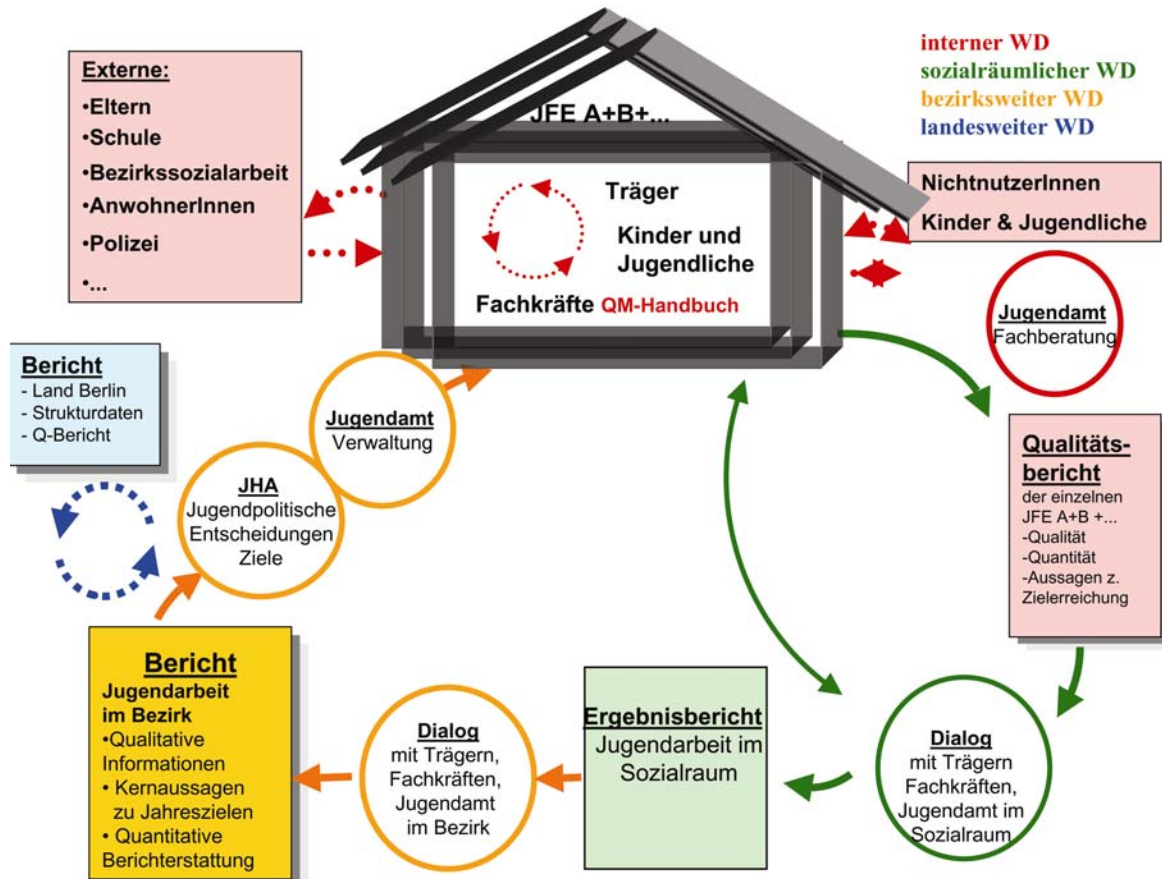 interner WD
sozialräumlicher WD
bezirksweiter WD
landesweiter WD
Externe:
•Eltern
•Schule
•Bezirkssozialarbeit
•AnwohnerInnen
•Polizei
•...
JFE A+B+...
Träger
Kinder und
Jugendliche
Fachkräfte QM-Handbuch
NichtnutzerInnen
Kinder & Jugendliche
Jugendamt
Fachberatung
Bericht
- Land Berlin
- Strukturdaten
- Q-Bericht
Jugendamt
Verwaltung
JHA
Jugendpolitische
Entscheidungen
Ziele
Qualitäts-
bericht
der einzelnen
JFE A+B +...
-Qualität
-Quantität
-Aussagen z.
Zielerreichung
Bericht
Jugendarbeit
im Bezirk
•Qualitative
Informationen
• Kernaussagen
zu Jahreszielen
• Quantitative
Berichterstattung
Dialog
mit Trägern,
Fachkräften,
Jugendamt
im Bezirk
Ergebnisbericht
Jugendarbeit im
Sozialraum
Dialog
mit Trägern
Fachkräften,
Jugendamt im
Sozialraum